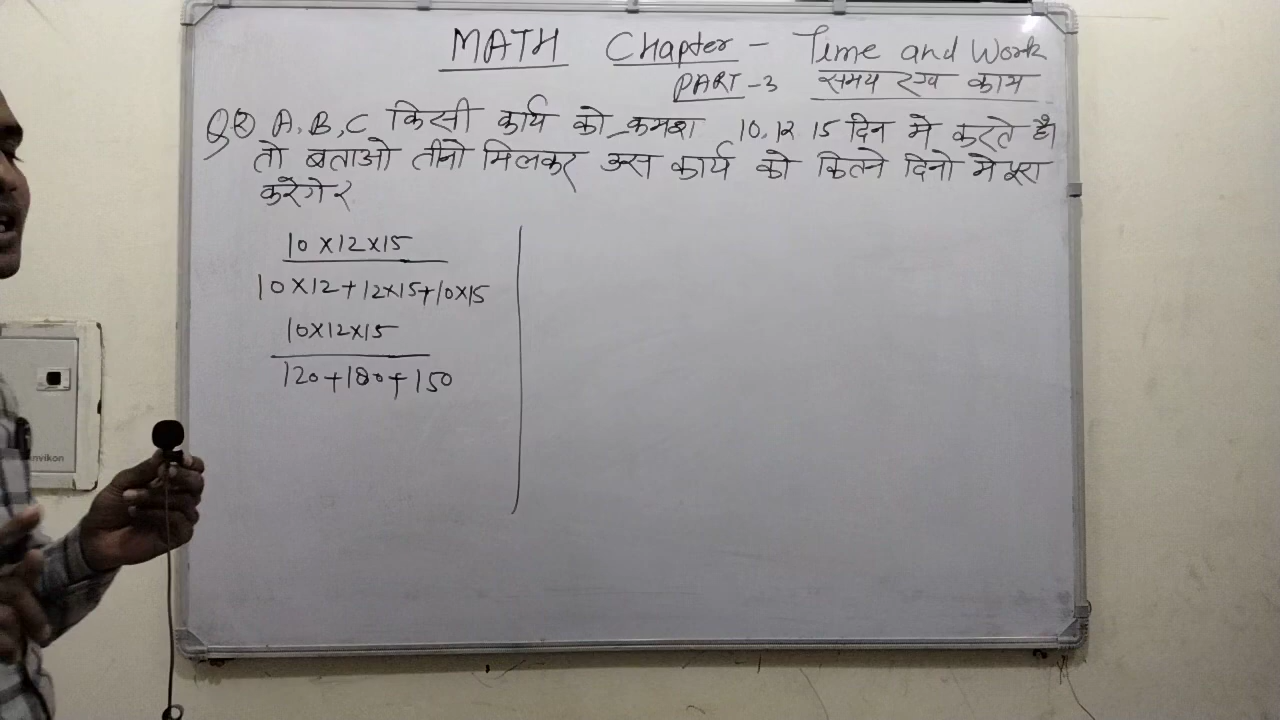 MATH Chapter - Time and Work
PART-3 समय एवं काम
Q② A, B, C किसी कार्य को क्रमश 10, 12 15 दिन मे करते है।
तो बताओ तीनो मिलकर उस कार्य को कितने दिनो मे पूरा
करेगे?
10×12×15
10×12+12×15+10×15
10×12×15
120+180+150
nvikon